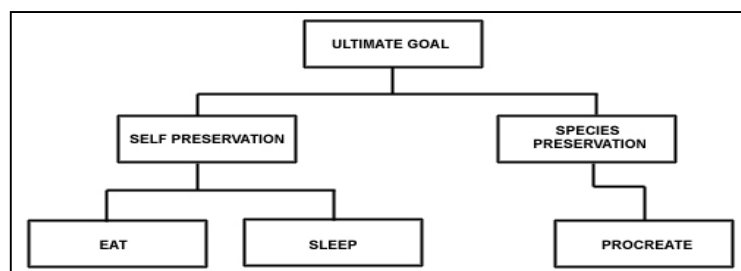 ULTIMATE GOAL
SELF PRESERVATION
SPECIES
PRESERVATION
EAT
SLEEP
PROCREATE